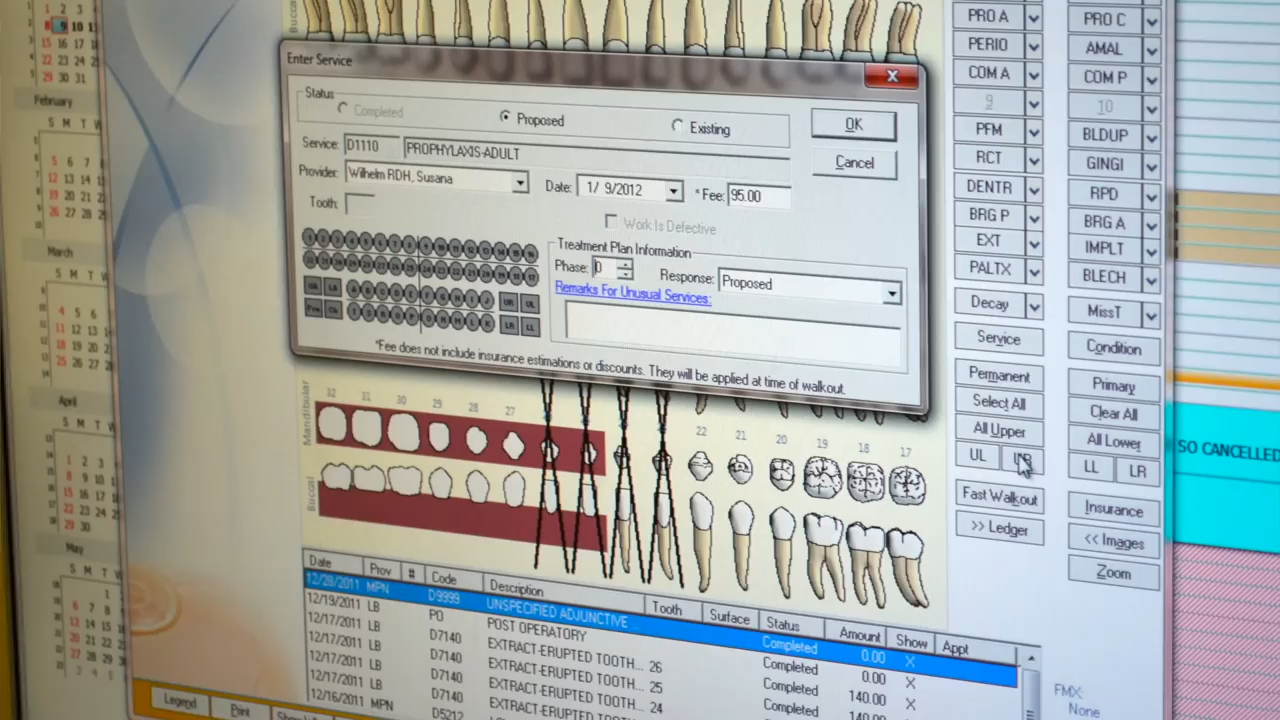 Enter Service
Status
Completed
Proposed
Existing
OK
Service: D1110 PROPHYLAXIS-ADULT
Cancel
Provider: Wilhelm RDH, Susana
Date: 1/ 9/2012
*Fee: 95.00
Tooth:
Work Is Defective
Treatment Plan Information
Phase: 0
Response: Proposed
Remarks For Unusual Services:
*Fee does not include insurance estimations or discounts. They will be applied at time of walkout.
PRO A PRO C
PERIO AMAL
COM A COM P
9 10
PFM BLDUP
RCT GINGI
DENTR RPD
BRG P BRG A
EXT IMPLT
PALTX BLECH
Decay MissT
Service Condition
Permanent Primary
Select All Clear All
All Upper All Lower
UL LL LR
Fast Walkout Insurance
>> Ledger << Images
Zoom
Mandibular
32 31 30 29 28 27 22 21 20 19 18 17
Buccal
Date Prov # Code Description Tooth Surface Status Amount Show Appt
12/28/2011 MPN D9999 UNSPECIFIED ADJUNCTIVE Completed 0.00 X
12/19/2011 LB PO POST OPERATORY Completed 0.00 X
12/17/2011 LB D7140 EXTRACT-ERUPTED TOOTH... 26 Completed 140.00 X
12/17/2011 LB D7140 EXTRACT-ERUPTED TOOTH... 25 Completed 140.00 X
12/17/2011 LB D7140 EXTRACT-ERUPTED TOOTH... 24
12/16/2011 MPN D5212
FMX:
None
Legend
Print
SO CANCELLED
February
S M T W
March
S M T W
April
S M T W
May
S M T